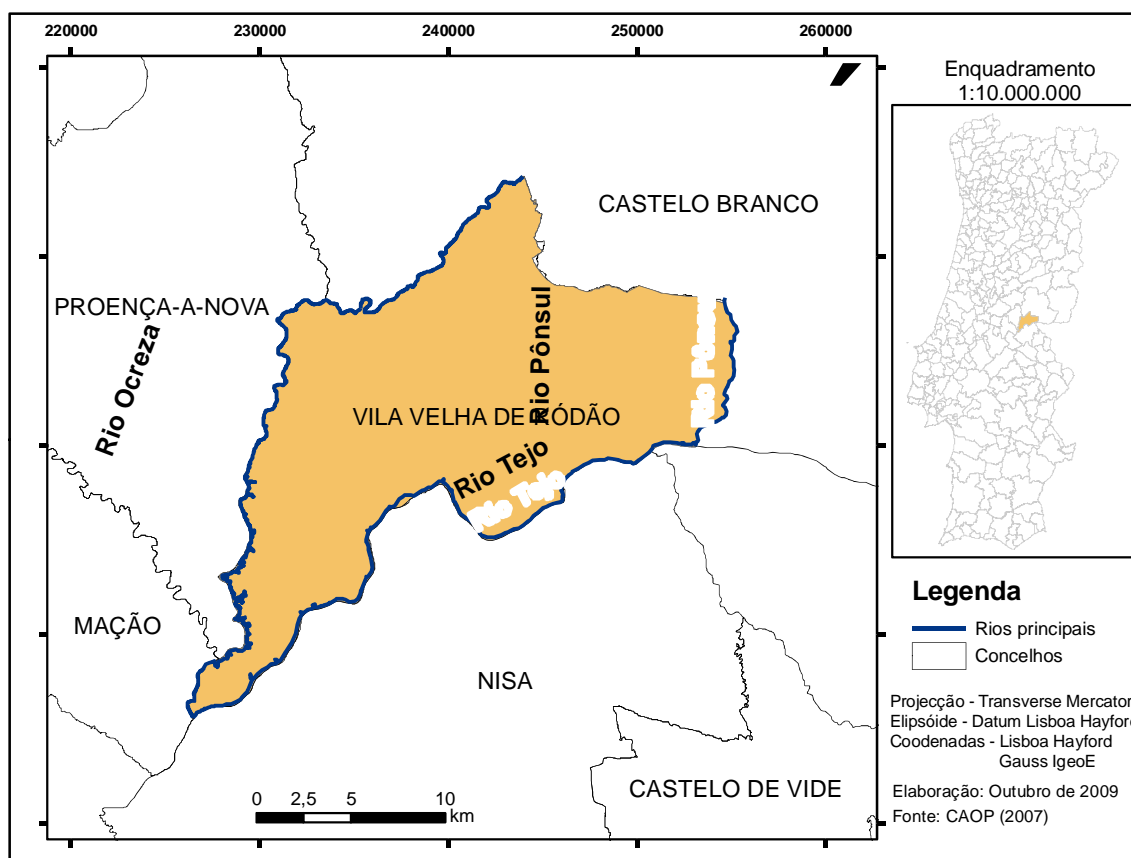 220000 230000 240000 250000 260000
Enquadramento
1:10.000.000
CASTELO BRANCO
PROENÇA-A-NOVA
Rio Ocreza
Rio Pônsul
Rio Pônsul
VILA VELHA DE RÓDÃO
Rio Tejo
Rio Tejo
MAÇÃO
NISA
CASTELO DE VIDE
0 2,5 5 10
km
Legenda
Rios principais
Concelhos
Projecção - Transverse Mercator
Elipsóide - Datum Lisboa Hayford
Coodenadas - Lisboa Hayford
Gauss IgeoE
Elaboração: Outubro de 2009
Fonte: CAOP (2007)